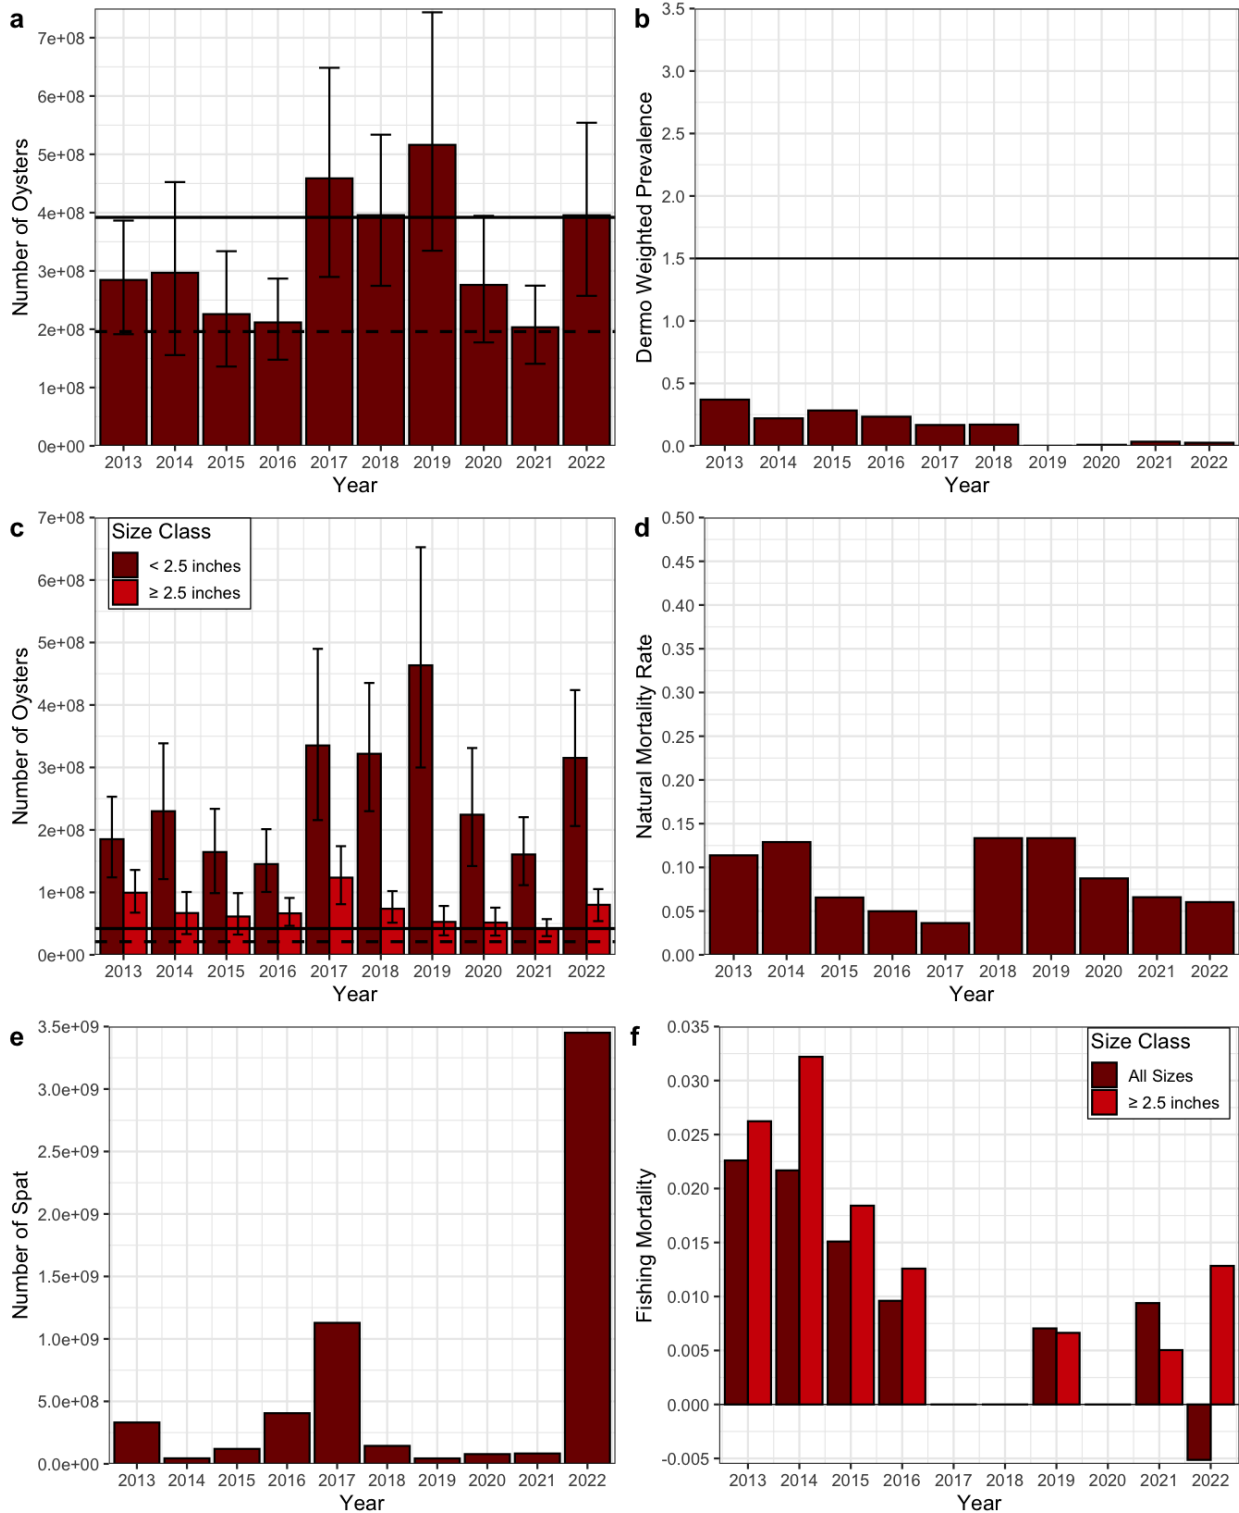 a
Number of Oysters
7e+08
6e+08
5e+08
4e+08
3e+08
2e+08
1e+08
0e+00
2013 2014 2015 2016 2017 2018 2019 2020 2021 2022
Year
b
Dermo Weighted Prevalence
3.5
3.0
2.5
2.0
1.5
1.0
0.5
0.0
2013 2014 2015 2016 2017 2018 2019 2020 2021 2022
Year
c
Size Class
< 2.5 inches
≥ 2.5 inches
Number of Oysters
7e+08
6e+08
5e+08
4e+08
3e+08
2e+08
1e+08
0e+00
2013 2014 2015 2016 2017 2018 2019 2020 2021 2022
Year
d
Natural Mortality Rate
0.50
0.45
0.40
0.35
0.30
0.25
0.20
0.15
0.10
0.05
0.00
2013 2014 2015 2016 2017 2018 2019 2020 2021 2022
Year
e
Number of Spat
3.5e+09
3.0e+09
2.5e+09
2.0e+09
1.5e+09
1.0e+09
5.0e+08
0.0e+00
2013 2014 2015 2016 2017 2018 2019 2020 2021 2022
Year
f
Size Class
All Sizes
≥ 2.5 inches
Fishing Mortality
0.035
0.030
0.025
0.020
0.015
0.010
0.005
0.000
-0.005
2013 2014 2015 2016 2017 2018 2019 2020 2021 2022
Year